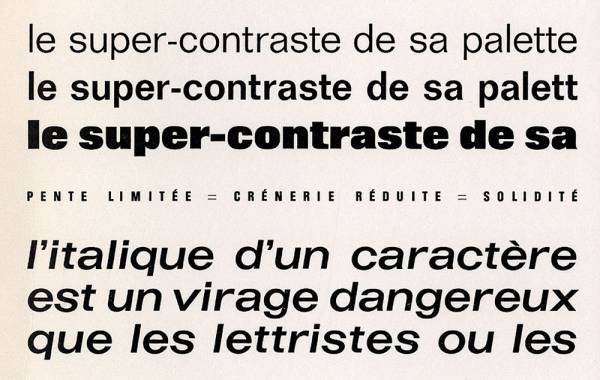 le super-contraste de sa palette
le super-contraste de sa palett
le super-contraste de sa
PENTE LIMITÉE = CRÉNERIE RÉDUITE = SOLIDITÉ
l'italique d'un caractère
est un virage dangereux
que les lettristes ou les